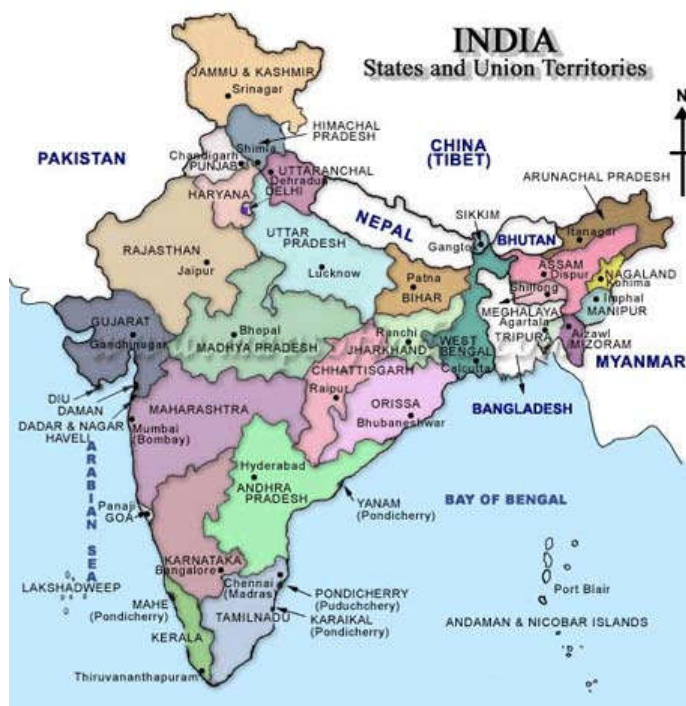 INDIA
States and Union Territories
N
JAMMU & KASHMIR
Srinagar
HIMACHAL
PRADESH
PAKISTAN
CHINA
(TIBET)
Chandigarh
Shimla
PUNJAB
UTTARANCHAL
Dehradun
HARYANA
DELHI
ARUNACHAL PRADESH
NEPAL
SIKKIM
Itanagar
BHUTAN
Gangtok
RAJASTHAN
Jaipur
UTTAR
PRADESH
Lucknow
ASSAM
Dispur
NAGALAND
Kohima
Patna
BIHAR
Shillong
Imphal
MEGHALAYA
MANIPUR
Agartala
TRIPURA
Aizawl
MIZORAM
GUJARAT
Gandhinagar
Bhopal
MADHYA PRADESH
Ranchi
JHARKHAND
WEST
BENGAL
Calcutta
MYANMAR
CHHATTISGARH
Raipur
DIU
DAMAN
DADAR & NAGAR
HAVELI
MAHARASHTRA
Mumbai
(Bombay)
ORISSA
Bhubaneshwar
BANGLADESH
Hyderabad
ANDHRA
PRADESH
ARABIAN SEA
YANAM
(Pondicherry)
BAY OF BENGAL
Panaji
GOA
KARNATAKA
Bangalore
Chennai
(Madras)
LAKSHADWEEP
PONDICHERRY
(Puduchchery)
MAHE
(Pondicherry)
TAMILNADU
KARAIKAL
(Pondicherry)
Port Blair
KERALA
ANDAMAN & NICOBAR ISLANDS
Thiruvananthapuram